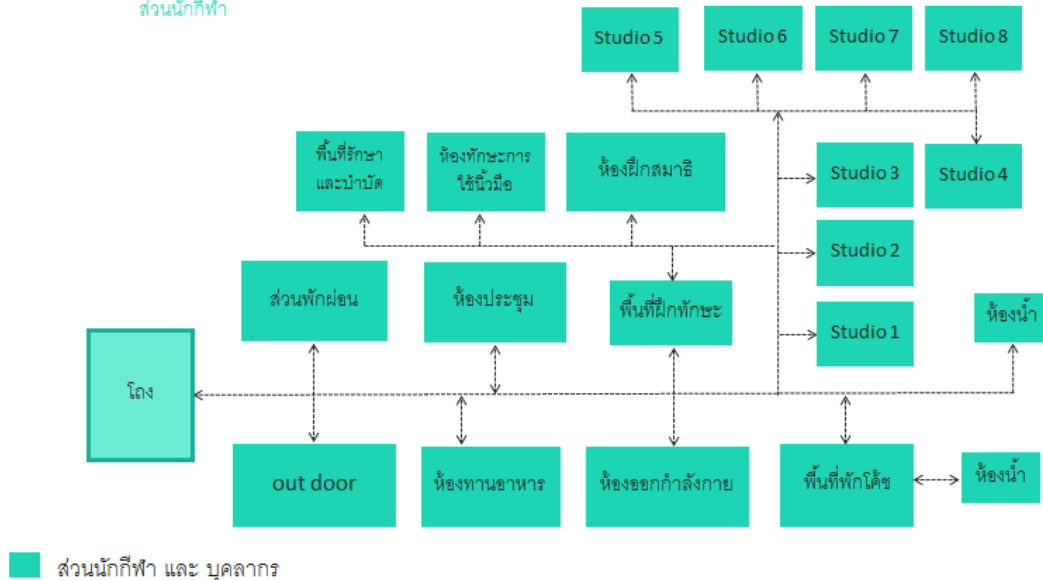 ส่วนนักกีฬา
Studio 5
Studio 6
Studio 7
Studio 8
พื้นที่รักษา
และบำบัด
ห้องทักษะการ
ใช้นิ้วมือ
ห้องฝึกสมาธิ
Studio 3
Studio 4
Studio 2
ส่วนพักผ่อน
ห้องประชุม
พื้นที่ฝึกทักษะ
Studio 1
ห้องน้ำ
โถง
out door
ห้องทานอาหาร
ห้องออกกำลังกาย
พื้นที่พักโค้ช
ห้องน้ำ
ส่วนนักกีฬา และ บุคลากร